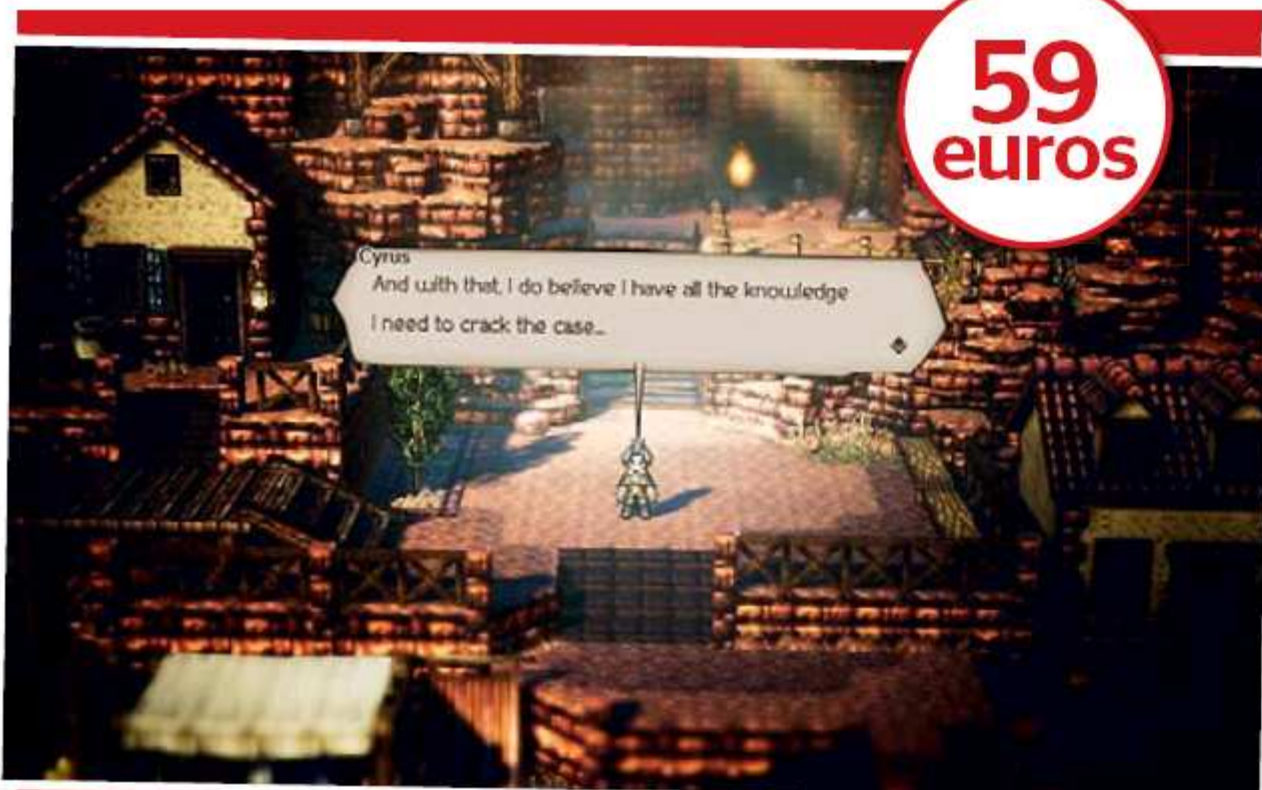 59
euros
Cyrus
And with that, I do believe I have all the knowledge
I need to crack the case...